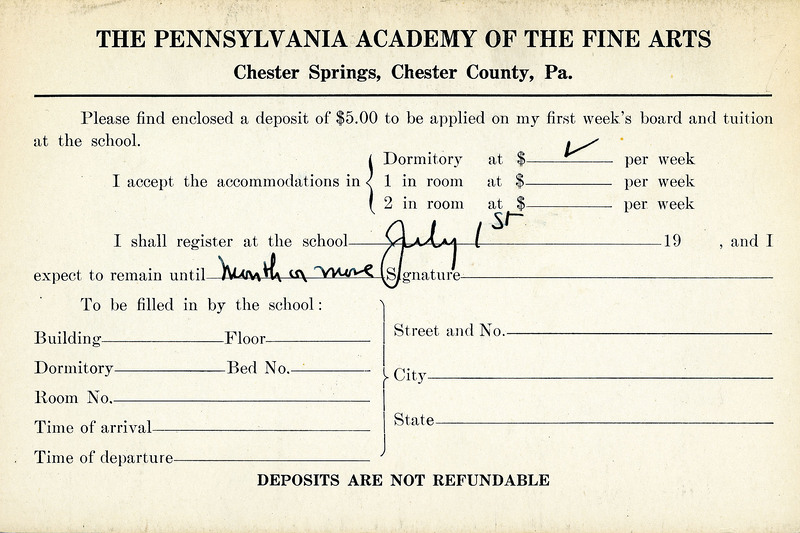 THE PENNSYLVANIA ACADEMY OF THE FINE ARTS
Chester Springs, Chester County, Pa.
Please find enclosed a deposit of $5.00 to be applied on my first week's board and tuition
at the school.
I accept the accommodations in
Dormitory at $ ✓ per week
1 in room at $ per week
2 in room at $ per week
I shall register at the school July 1st 19 , and I
expect to remain until month or more Signature
To be filled in by the school:
Building Floor
Dormitory Bed No.
Room No.
Time of arrival
Time of departure
Street and No.
City
State
DEPOSITS ARE NOT REFUNDABLE